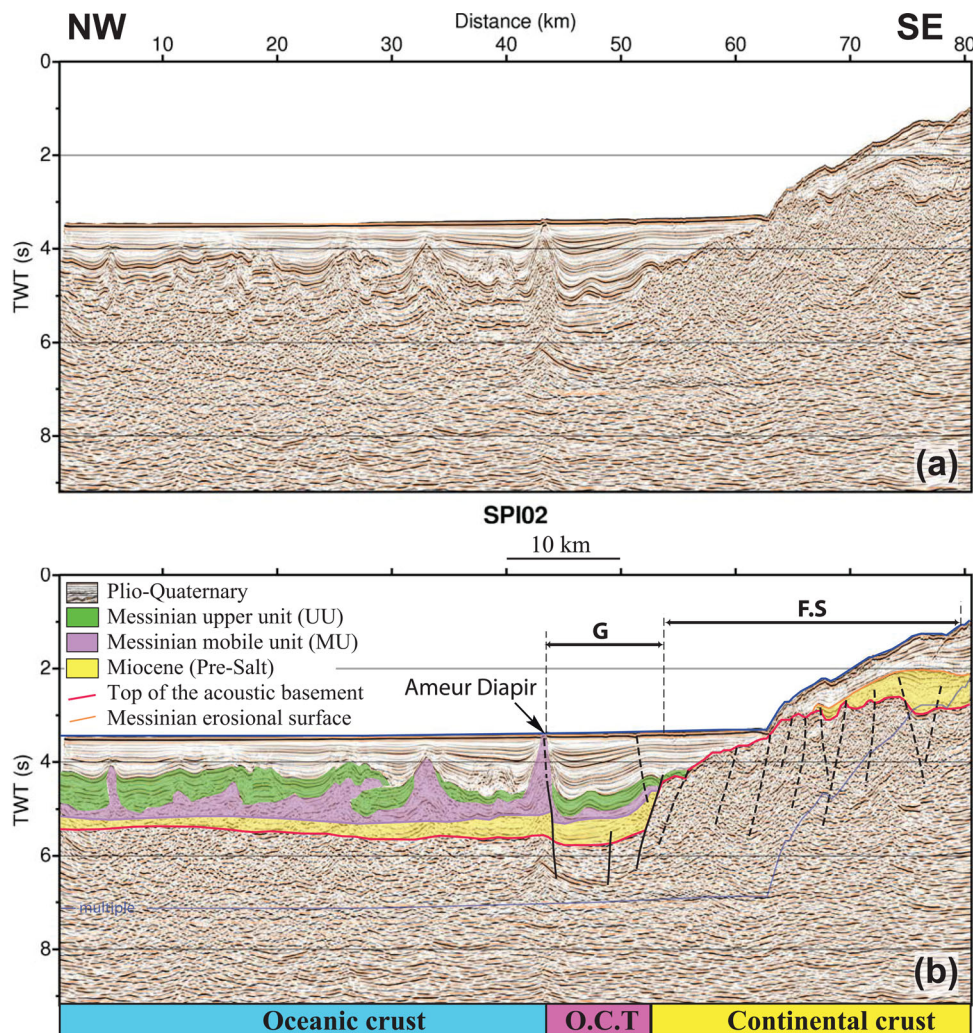 NW
Distance (km)
SE
10 20 30 40 50 60 70 80
0
2
4
6
8
TWT (s)
(a)
SPI02
10 km
0
2
4
6
8
TWT (s)
Plio-Quaternary
Messinian upper unit (UU)
Messinian mobile unit (MU)
Miocene (Pre-Salt)
Top of the acoustic basement
Messinian erosional surface
F.S
G
Ameur Diapir
multiple
(b)
Oceanic crust O.C.T Continental crust